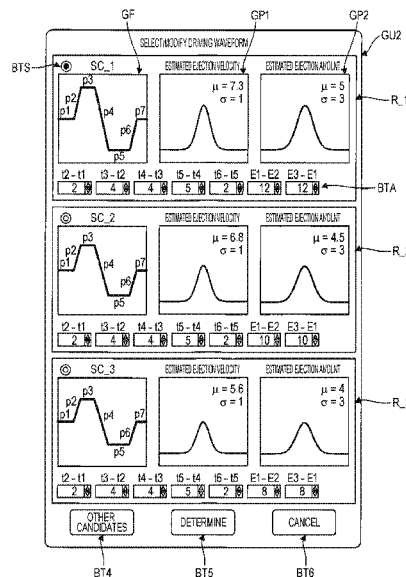 GF GP1 GP2
GU2
SELECT/MODIFY DRIVING WAVEFORM
BTS
SC_1 ESTIMATED EJECTION VELOCITY ESTIMATED EJECTION AMOUNT
p1 p2 p3 p4 p5 p6 p7
μ = 7.3
σ = 1
μ = 5
σ = 3
R_1
t2 - t1 t3 - t2 t4 - t3 t5 - t4 t6 - t5 E1 - E2 E3 - E1
2 4 4 5 2 12 12
BTA
SC_2 ESTIMATED EJECTION VELOCITY ESTIMATED EJECTION AMOUNT
p1 p2 p3 p4 p5 p6 p7
μ = 6.8
σ = 1
μ = 4.5
σ = 3
t2 - t1 t3 - t2 t4 - t3 t5 - t4 t6 - t5 E1 - E2 E3 - E1
2 4 4 5 2 10 10
SC_3 ESTIMATED EJECTION VELOCITY ESTIMATED EJECTION AMOUNT
p1 p2 p3 p4 p5 p6 p7
μ = 5.6
σ = 1
μ = 4
σ = 3
t2 - t1 t3 - t2 t4 - t3 t5 - t4 t6 - t5 E1 - E2 E3 - E1
2 4 4 5 2 8 8
OTHER
CANDIDATES
DETERMINE
CANCEL
BT4 BT5 BT6